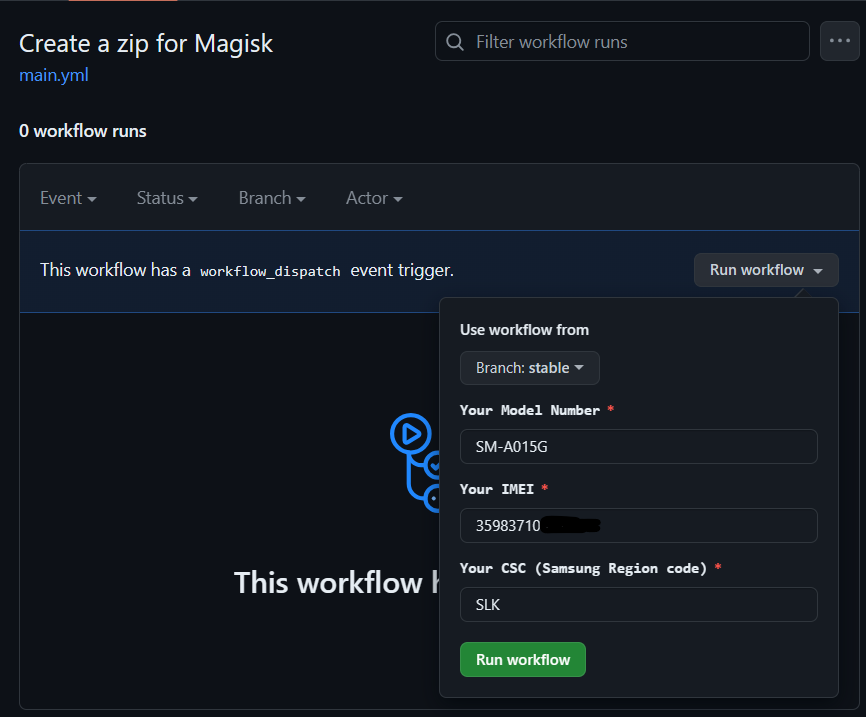 Create a zip for Magisk
Filter workflow runs
main.yml
0 workflow runs
Event
Status
Branch
Actor
This workflow has a workflow_dispatch event trigger.
Run workflow
Use workflow from
Branch: stable
Your Model Number *
SM-A015G
Your IMEI *
35983710
Your CSC (Samsung Region code) *
SLK
This workflow
Run workflow